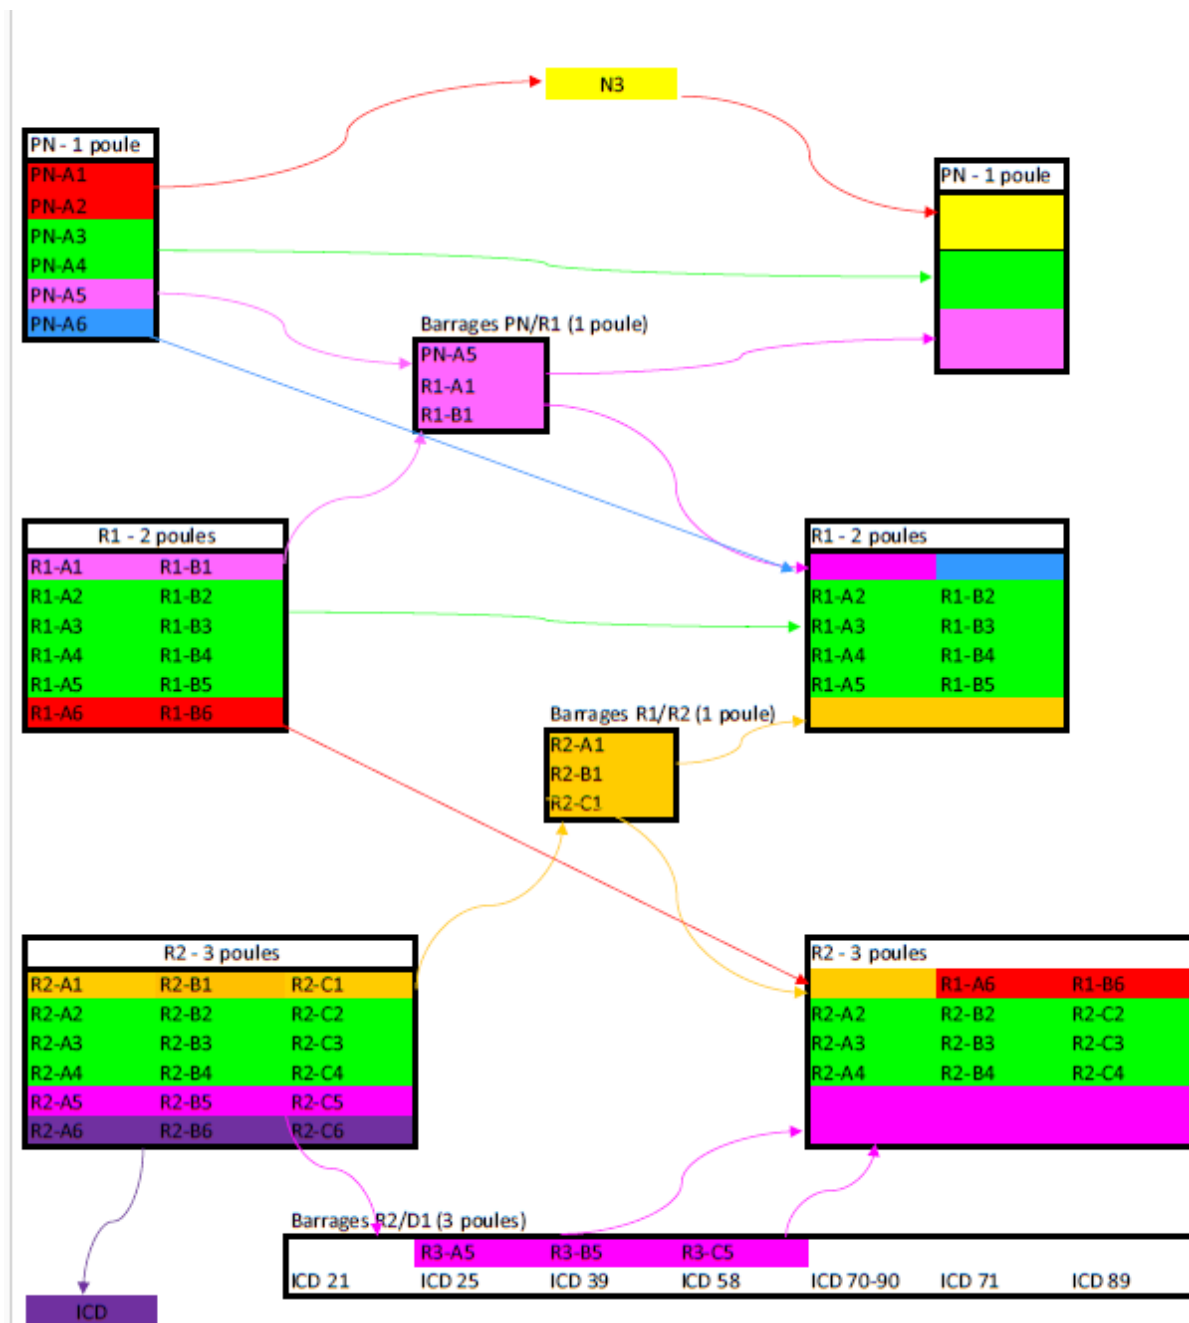 N3
PN - 1 poule
PN-A1
PN-A2
PN-A3
PN-A4
PN-A5
PN-A6
PN - 1 poule
Barrages PN/R1 (1 poule)
PN-A5
R1-A1
R1-B1
R1 - 2 poules
R1-A1 R1-B1
R1-A2 R1-B2
R1-A3 R1-B3
R1-A4 R1-B4
R1-A5 R1-B5
R1-A6 R1-B6
R1 - 2 poules
R1-A2 R1-B2
R1-A3 R1-B3
R1-A4 R1-B4
R1-A5 R1-B5
Barrages R1/R2 (1 poule)
R2-A1
R2-B1
R2-C1
R2 - 3 poules
R2-A1 R2-B1 R2-C1
R2-A2 R2-B2 R2-C2
R2-A3 R2-B3 R2-C3
R2-A4 R2-B4 R2-C4
R2-A5 R2-B5 R2-C5
R2-A6 R2-B6 R2-C6
R2 - 3 poules
R1-A6 R1-B6
R2-A2 R2-B2 R2-C2
R2-A3 R2-B3 R2-C3
R2-A4 R2-B4 R2-C4
Barrages R2/D1 (3 poules)
R3-A5 R3-B5 R3-C5
ICD 21 ICD 25 ICD 39 ICD 58 ICD 70-90 ICD 71 ICD 89
ICD